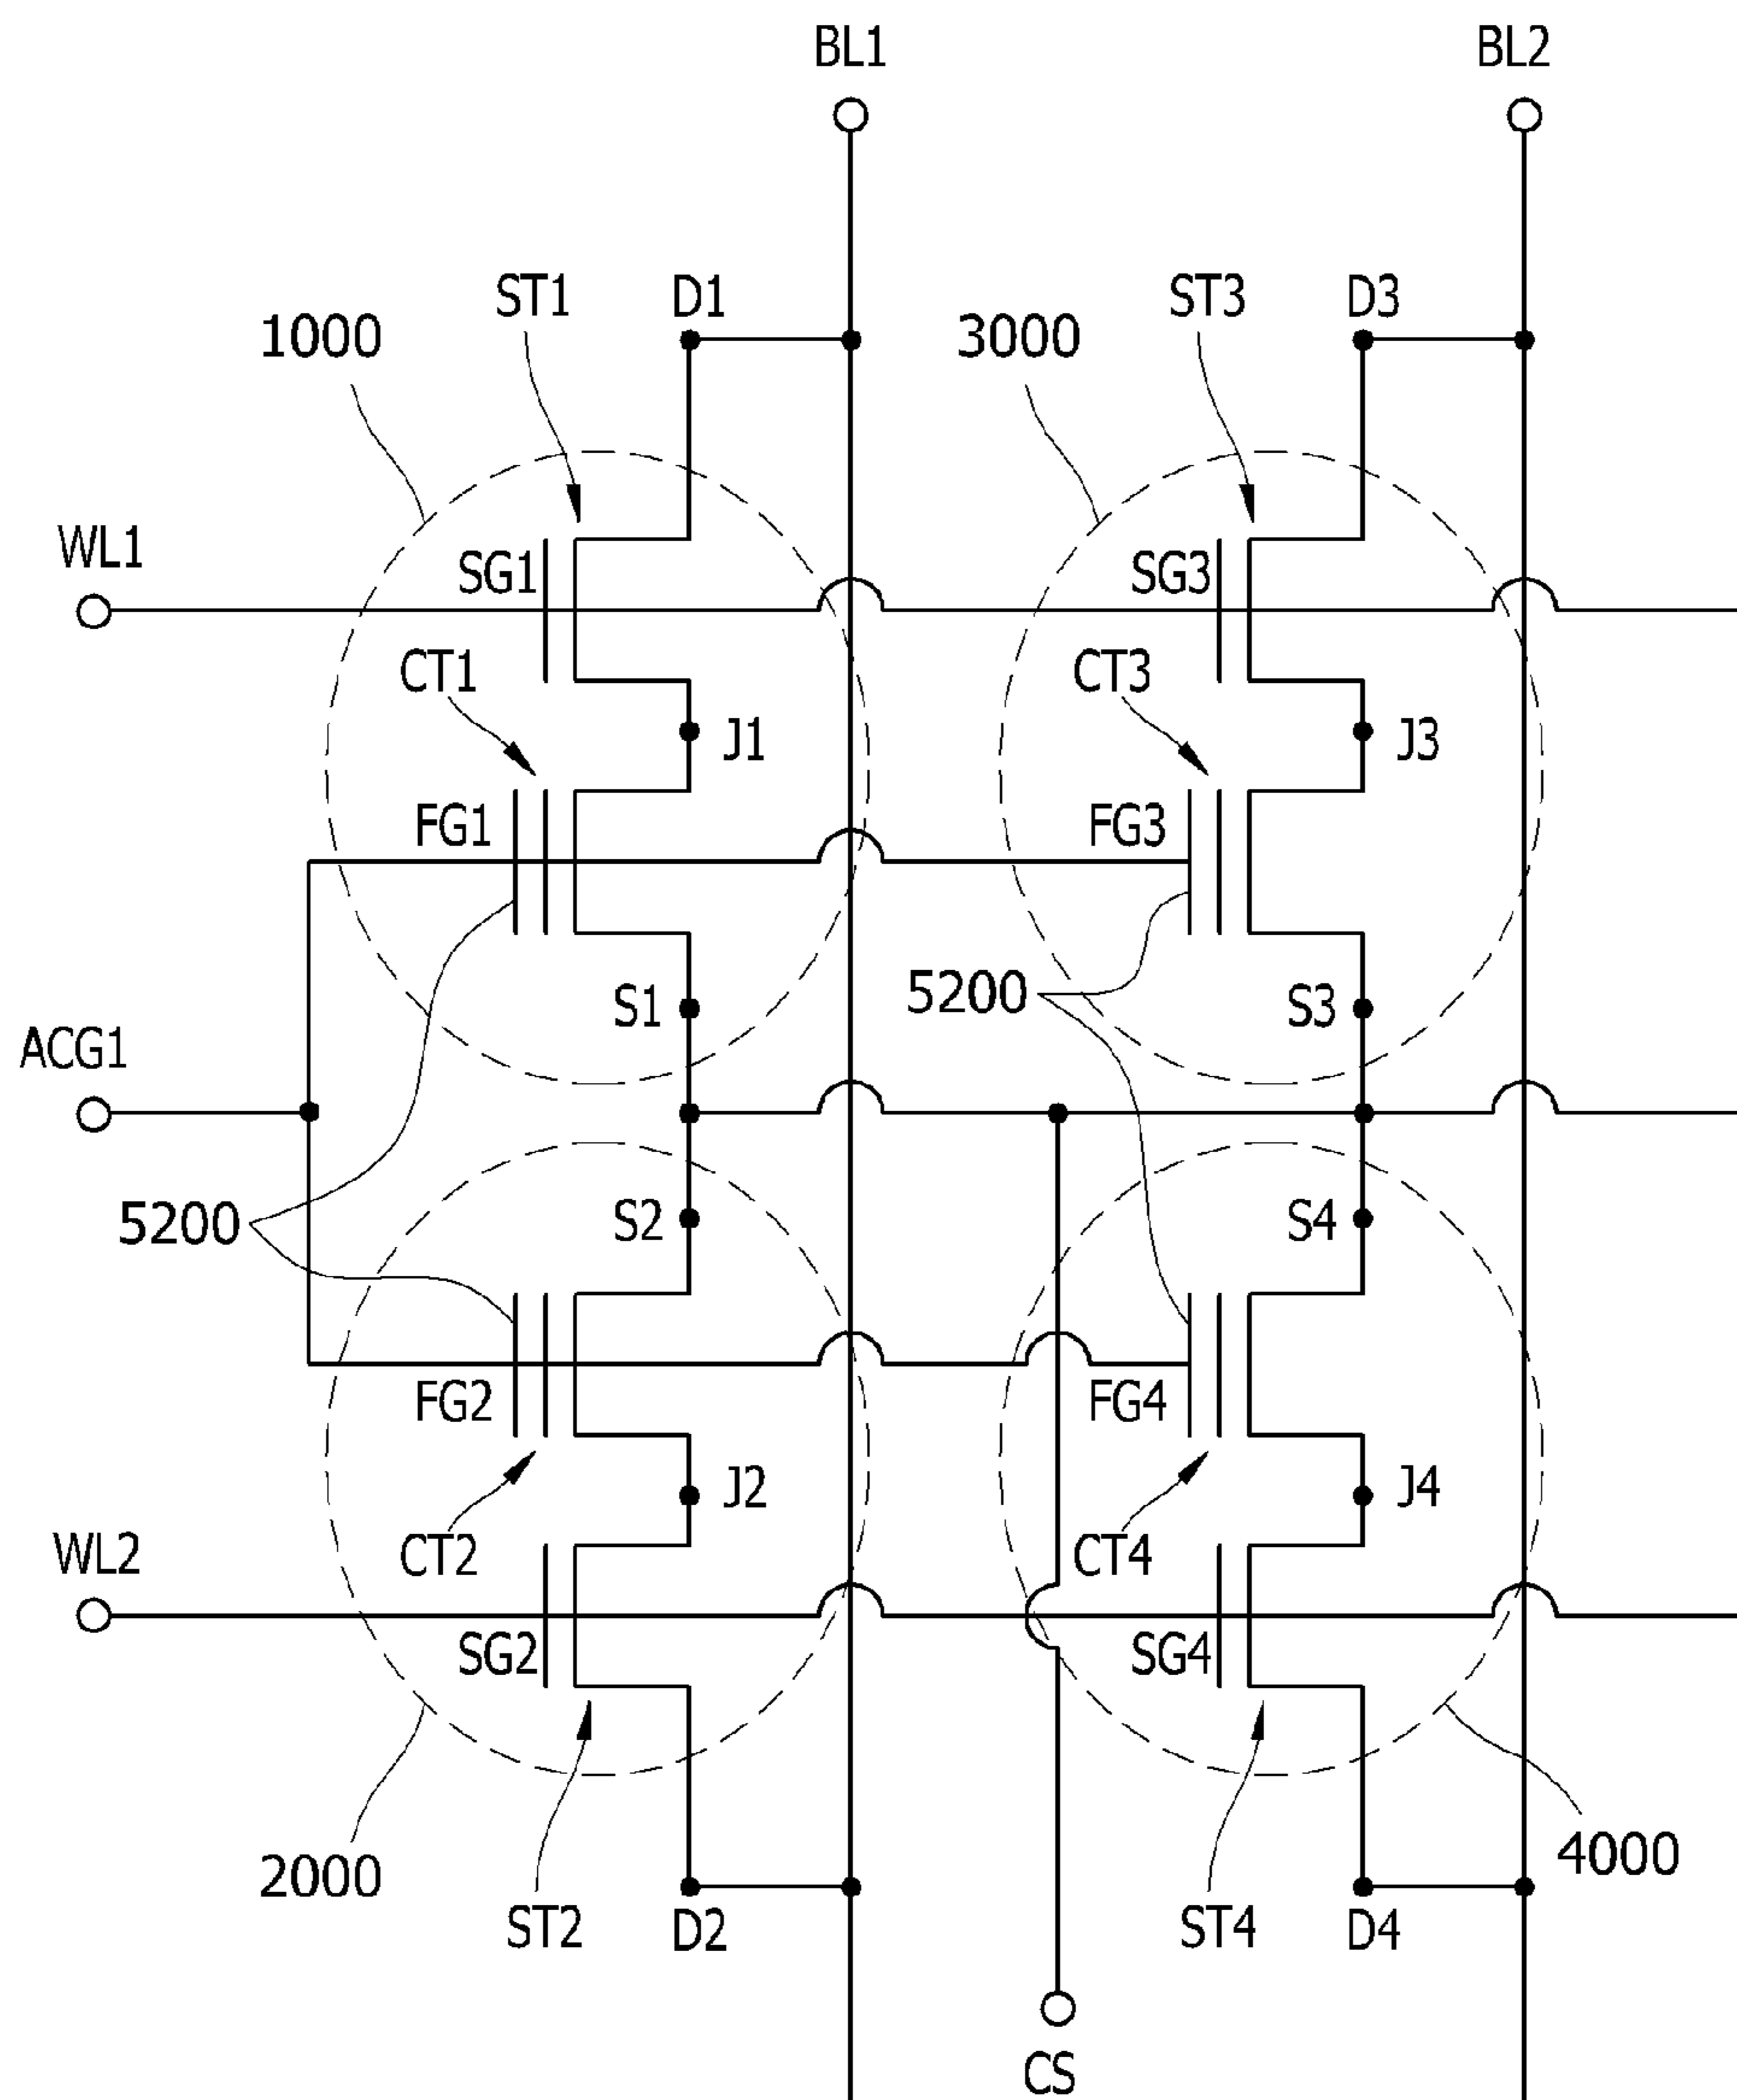 BL1 BL2
ST1 D1 ST3 D3
1000 3000
WL1 SG1 SG3
CT1 CT3
J1 J3
FG1 FG3
5200
S1 S3
ACG1
5200 S2 S4
FG2 FG4
J2 J4
WL2 CT2 CT4
SG2 SG4
2000 4000
ST2 D2 ST4 D4
CS